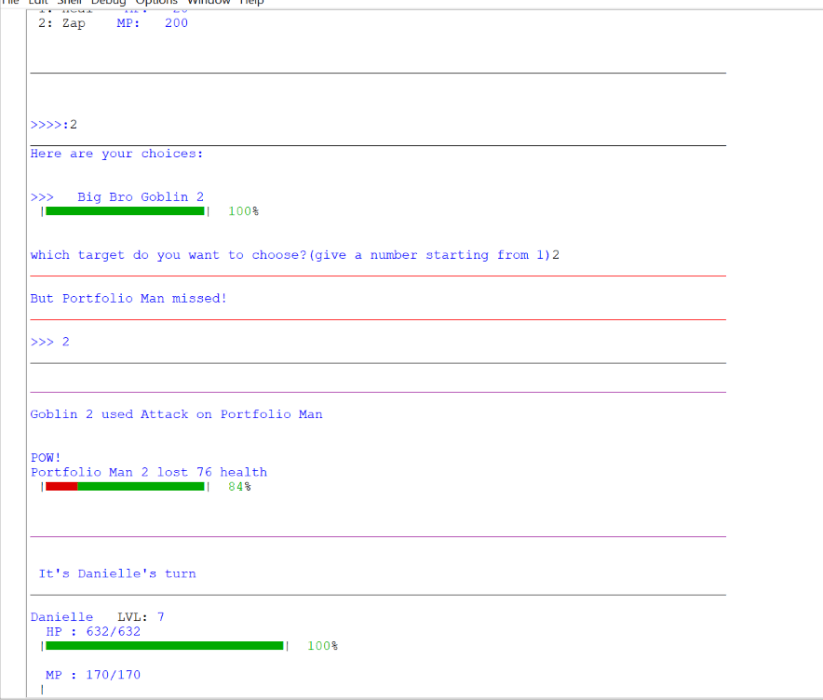 File Edit Shell Debug Options Window Help
2: Zap MP: 200
>>>>:2
Here are your choices:
>>> Big Bro Goblin 2
| | 100%
which target do you want to choose?(give a number starting from 1)2
But Portfolio Man missed!
>>> 2
Goblin 2 used Attack on Portfolio Man
POW!
Portfolio Man 2 lost 76 health
| | 84%
It's Danielle's turn
Danielle LVL: 7
HP : 632/632
| | 100%
MP : 170/170
|